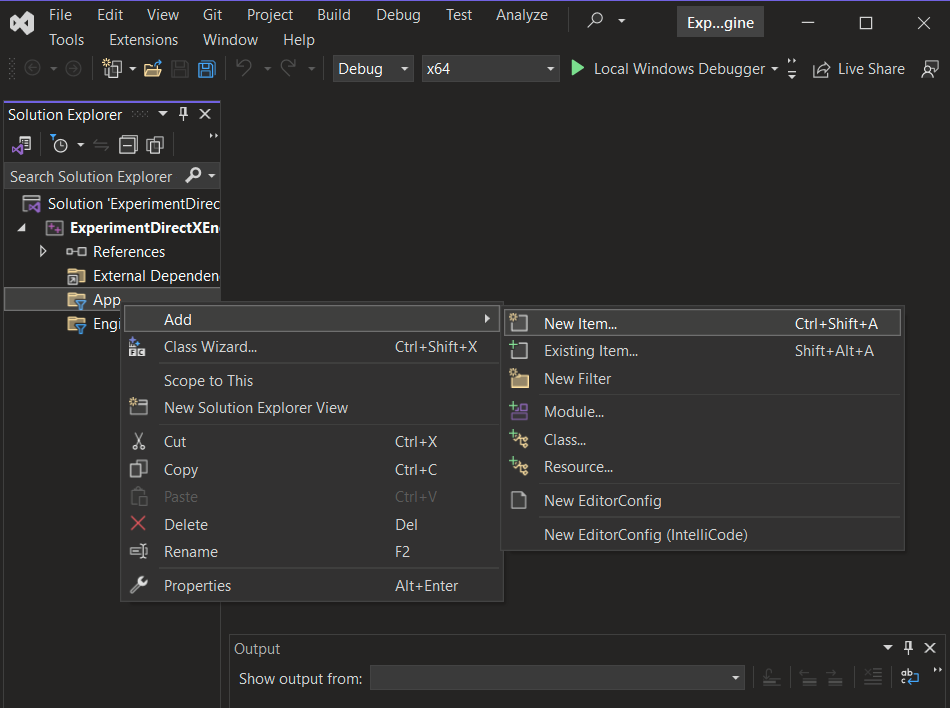 File Edit View Git Project Build Debug Test Analyze Exp...gine
Tools Extensions Window Help
Debug x64 Local Windows Debugger Live Share
Solution Explorer
Search Solution Explorer
Solution 'ExperimentDirec
ExperimentDirectXEn
References
External Dependen
App
Engi
Add
Class Wizard... Ctrl+Shift+X
Scope to This
New Solution Explorer View
Cut Ctrl+X
Copy Ctrl+C
Paste Ctrl+V
Delete Del
Rename F2
Properties Alt+Enter
New Item... Ctrl+Shift+A
Existing Item... Shift+Alt+A
New Filter
Module...
Class...
Resource...
New EditorConfig
New EditorConfig (IntelliCode)
Output
Show output from: